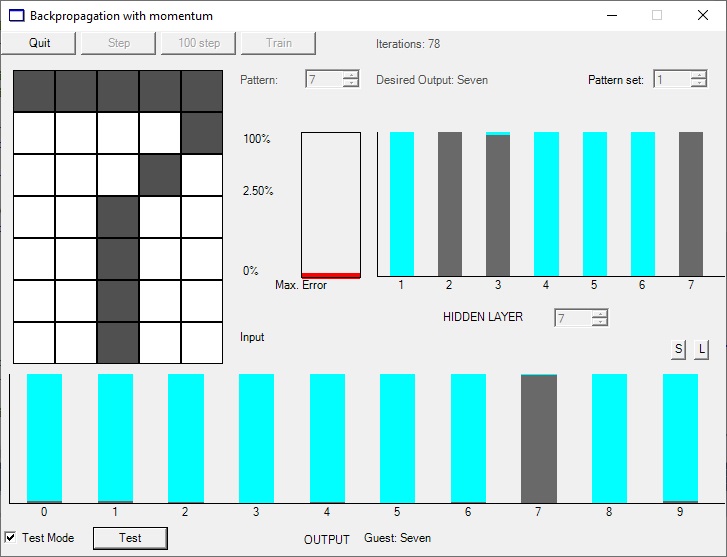 Backpropagation with momentum
Quit Step 100 step Train Iterations: 78
Pattern: 7 Desired Output: Seven Pattern set: 1
100%
2.50%
0%
Max. Error
1 2 3 4 5 6 7
HIDDEN LAYER 7
Input
S L
0 1 2 3 4 5 6 7 8 9
Test Mode Test OUTPUT Guest: Seven